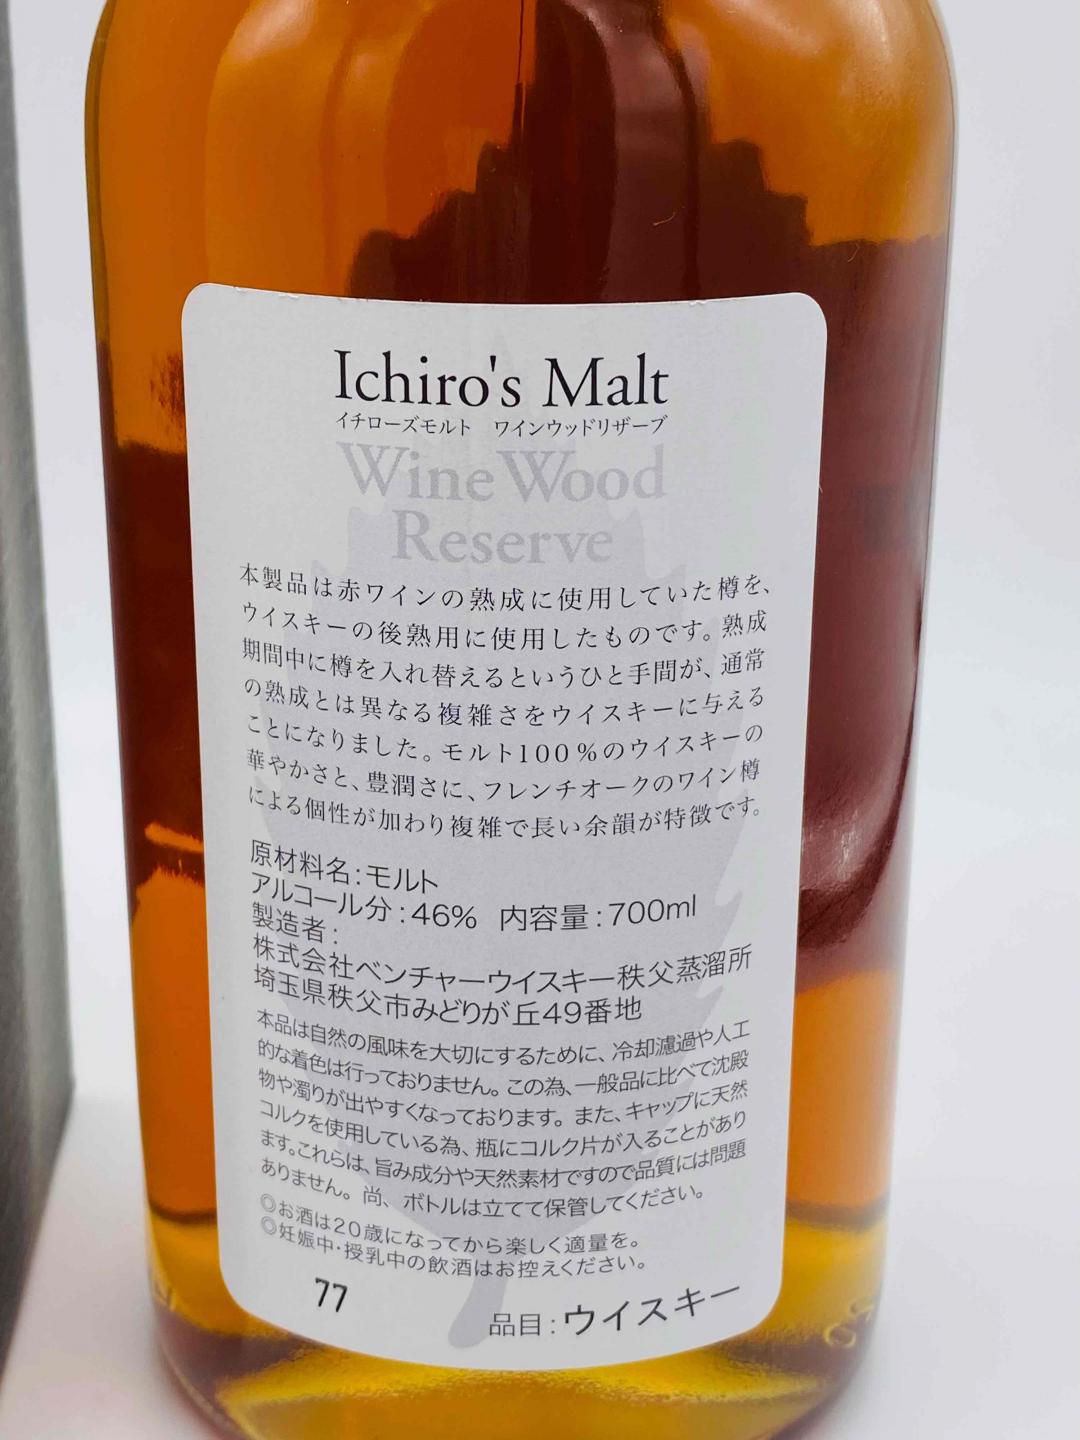 Ichiro's Malt
イチローズモルト　ワインウッドリザーブ
Wine Wood
Reserve
本製品は赤ワインの熟成に使用していた樽を、
ウイスキーの後熟用に使用したものです。熟成
期間中に樽を入れ替えるというひと手間が、通常
の熟成とは異なる複雑さをウイスキーに与える
ことになりました。モルト100％のウイスキーの
華やかさと、豊潤さに、フレンチオークのワイン樽
による個性が加わり複雑で長い余韻が特徴です。
原材料名：モルト
アルコール分：46%　内容量：700ml
製造者：
株式会社ベンチャーウイスキー秩父蒸溜所
埼玉県秩父市みどりが丘49番地
本品は自然の風味を大切にするために、冷却濾過や人工
的な着色は行っておりません。この為、一般品に比べて沈殿
物や濁りが出やすくなっております。また、キャップに天然
コルクを使用している為、瓶にコルク片が入ることがあり
ます。これらは、旨み成分や天然素材ですので品質には問題
ありません。尚、ボトルは立てて保管してください。
◎お酒は20歳になってから楽しく適量を。
◎妊娠中・授乳中の飲酒はお控えください。
77
品目：ウイスキー